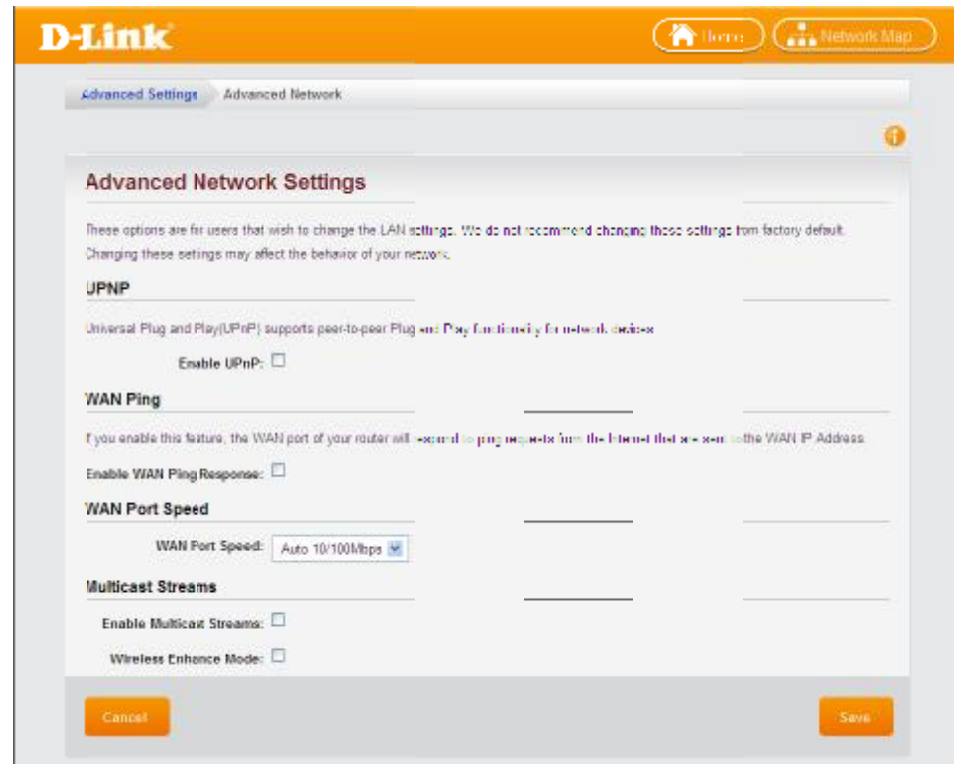 D-Link
Home
Network Map
Advanced Settings
Advanced Network
Advanced Network Settings
These options are for users that wish to change the LAN settings. We do not recommend changing these settings from factory default.
Changing these settings may affect the behavior of your network.
UPNP
Universal Plug and Play(UPnP) supports peer-to-peer Plug and Play functionality for network devices
Enable UPnP:
WAN Ping
If you enable this feature, the WAN port of your router will respond to ping requests from the Internet that are sent to the WAN IP Address.
Enable WAN Ping Response:
WAN Port Speed
WAN Port Speed: Auto 10/100Mbps
Multicast Streams
Enable Multicast Streams:
Wireless Enhance Mode:
Cancel
Save